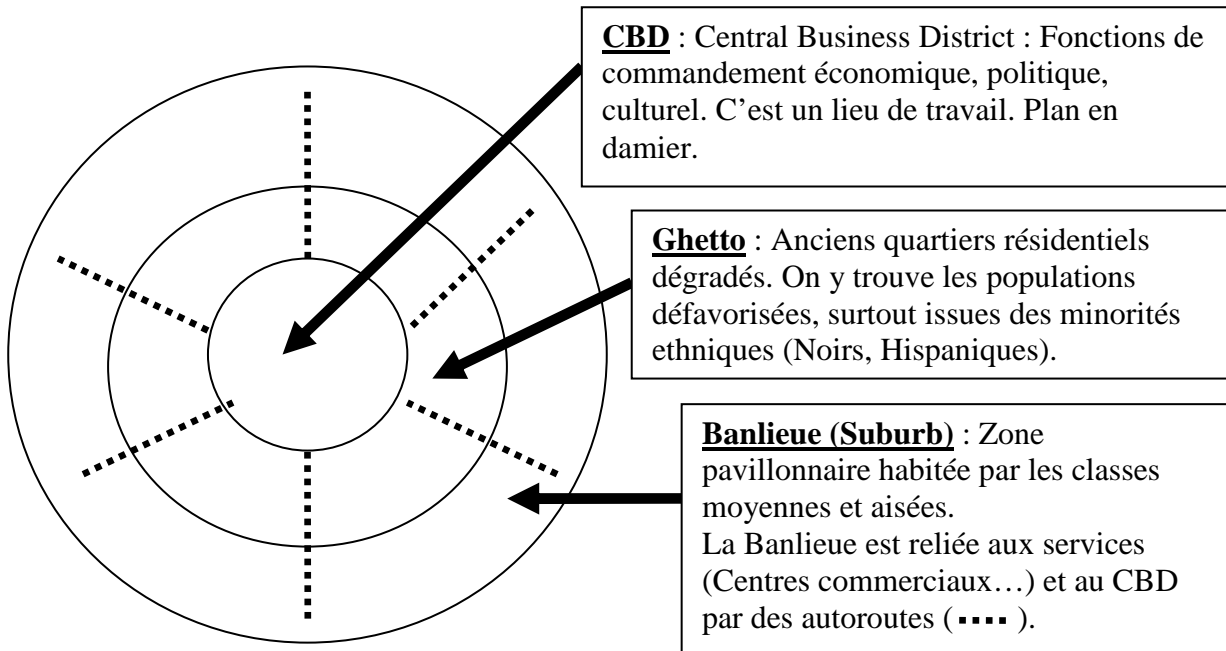 CBD : Central Business District : Fonctions de
commandement économique, politique,
culturel. C’est un lieu de travail. Plan en
damier.
Ghetto : Anciens quartiers résidentiels
dégradés. On y trouve les populations
défavorisées, surtout issues des minorités
ethniques (Noirs, Hispaniques).
Banlieue (Suburb) : Zone
pavillonnaire habitée par les classes
moyennes et aisées.
La Banlieue est reliée aux services
(Centres commerciaux…) et au CBD
par des autoroutes ( ).